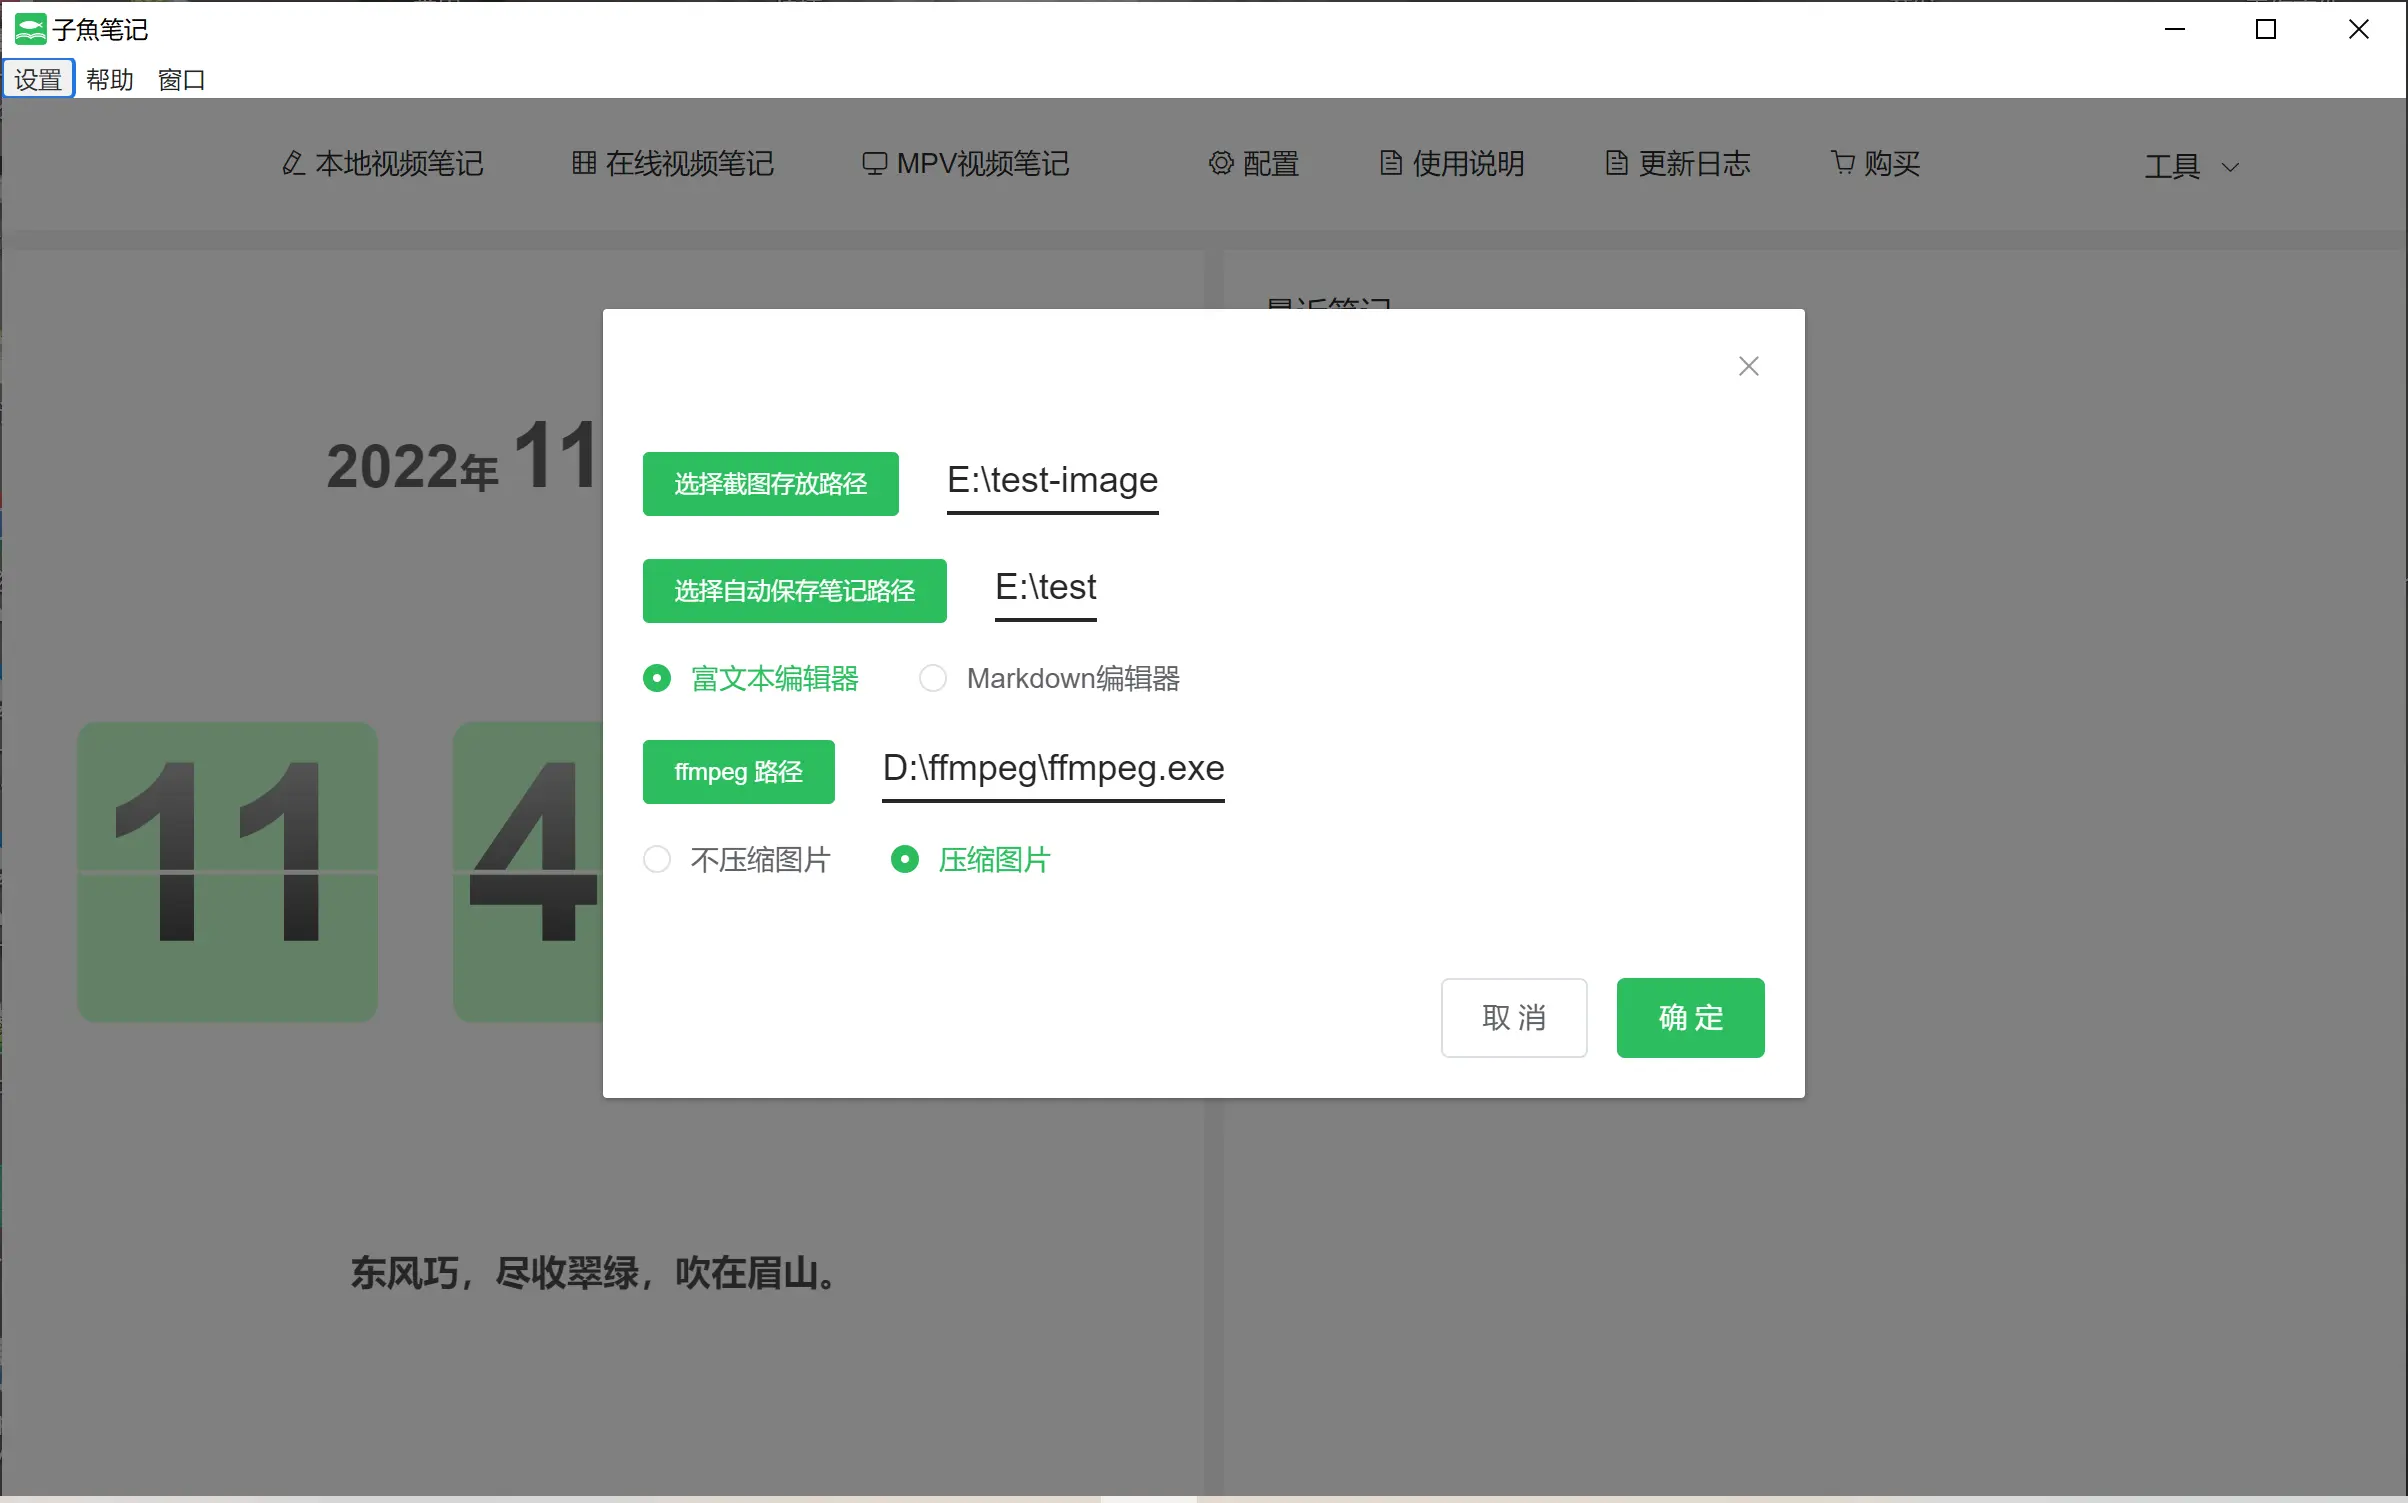 子魚笔记
设置 帮助 窗口
本地视频笔记 在线视频笔记 MPV视频笔记 配置 使用说明 更新日志 购买 工具
最近笔记
2022年 11
选择截图存放路径 E:\test-image
选择自动保存笔记路径 E:\test
富文本编辑器 Markdown编辑器
ffmpeg 路径 D:\ffmpeg\ffmpeg.exe
不压缩图片 压缩图片
11 4
取消 确定
东风巧，尽收翠绿，吹在眉山。